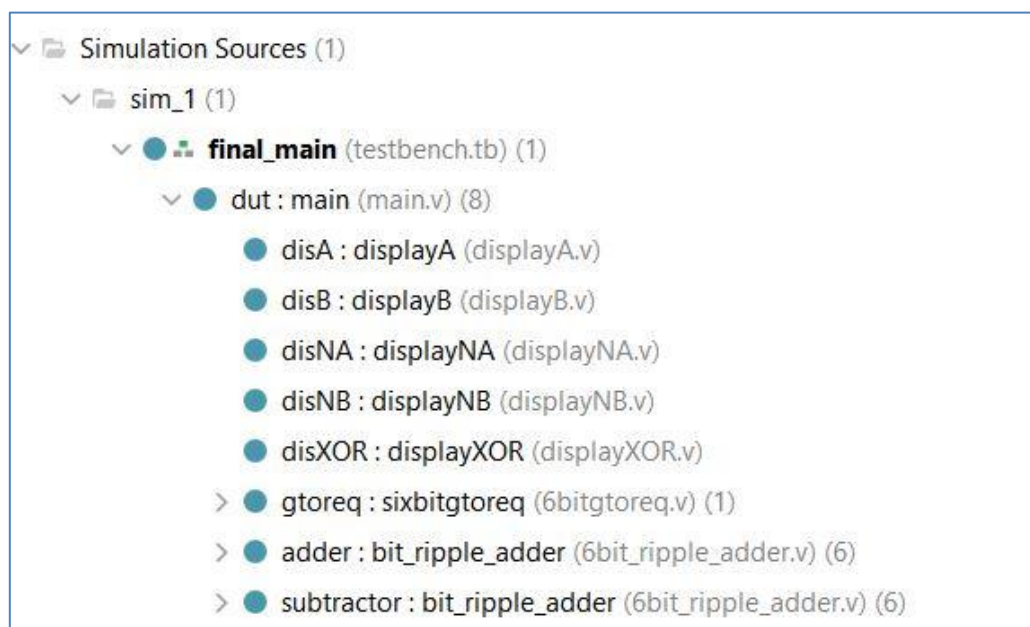 Simulation Sources (1)
sim_1 (1)
final_main (testbench.tb) (1)
dut : main (main.v) (8)
disA : displayA (displayA.v)
disB : displayB (displayB.v)
disNA : displayNA (displayNA.v)
disNB : displayNB (displayNB.v)
disXOR : displayXOR (displayXOR.v)
gtoreq : sixbitgtoreq (6bitgtoreq.v) (1)
adder : bit_ripple_adder (6bit_ripple_adder.v) (6)
subtractor : bit_ripple_adder (6bit_ripple_adder.v) (6)